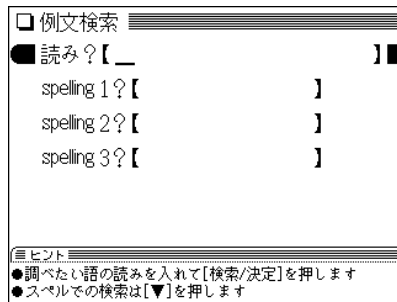 ❏例文検索
読み？【＿ 】
spelling 1？【 】
spelling 2？【 】
spelling 3？【 】
ヒント
●調べたい語の読みを入れて[検索/決定]を押します
●スペルでの検索は[▼]を押します